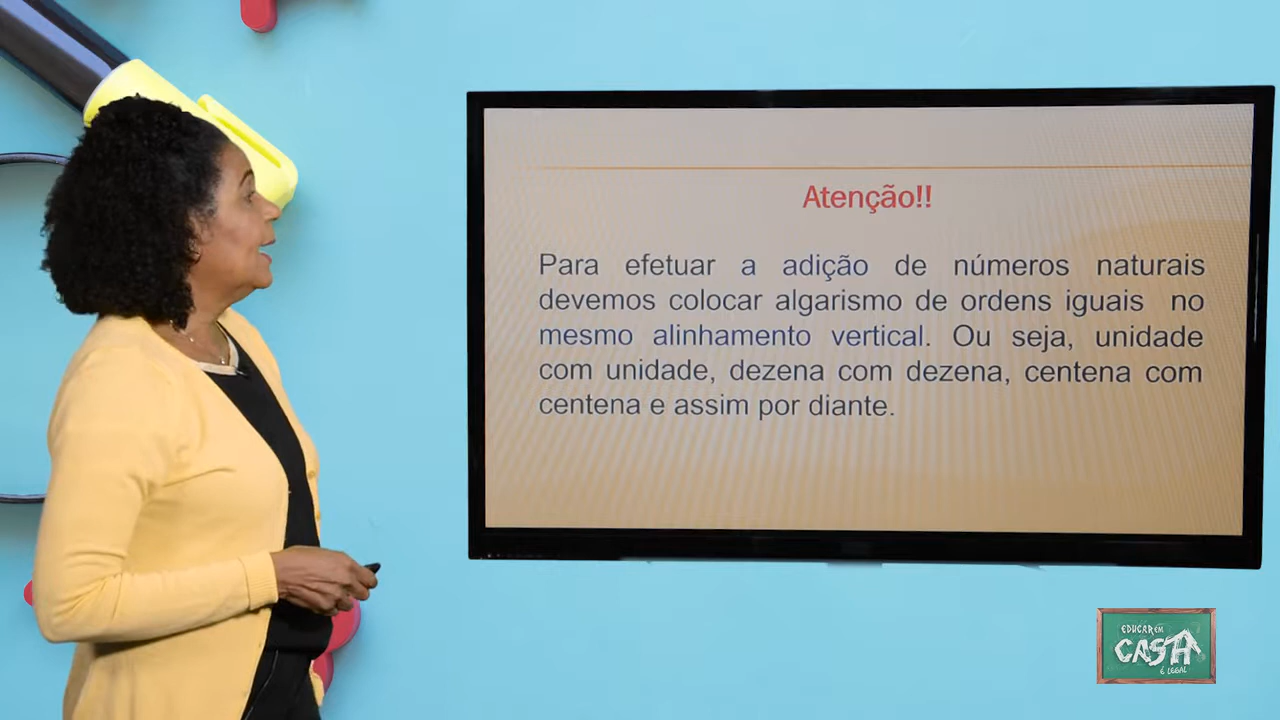 Atenção!!
Para efetuar a adição de números naturais
devemos colocar algarismo de ordens iguais no
mesmo alinhamento vertical. Ou seja, unidade
com unidade, dezena com dezena, centena com
centena e assim por diante.
EDUCAR EM
CASA
É LEGAL